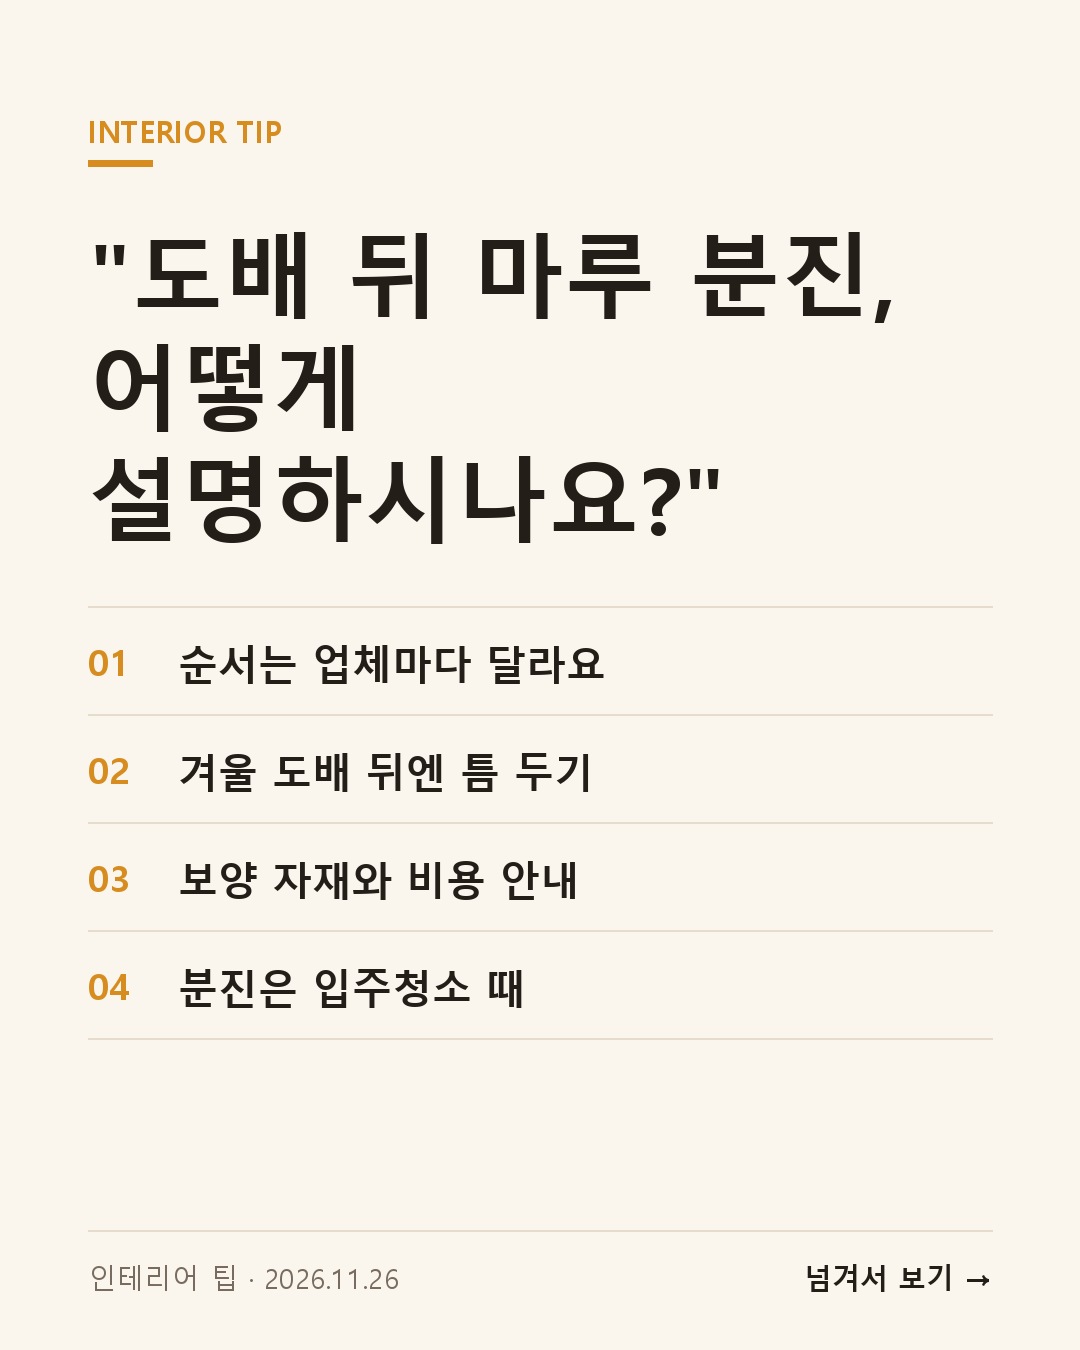 INTERIOR TIP
"도배 뒤 마루 분진,
어떻게
설명하시나요?"
01 순서는 업체마다 달라요
02 겨울 도배 뒤엔 틈 두기
03 보양 자재와 비용 안내
04 분진은 입주청소 때
인테리어 팁 · 2026.11.26
넘겨서 보기 →